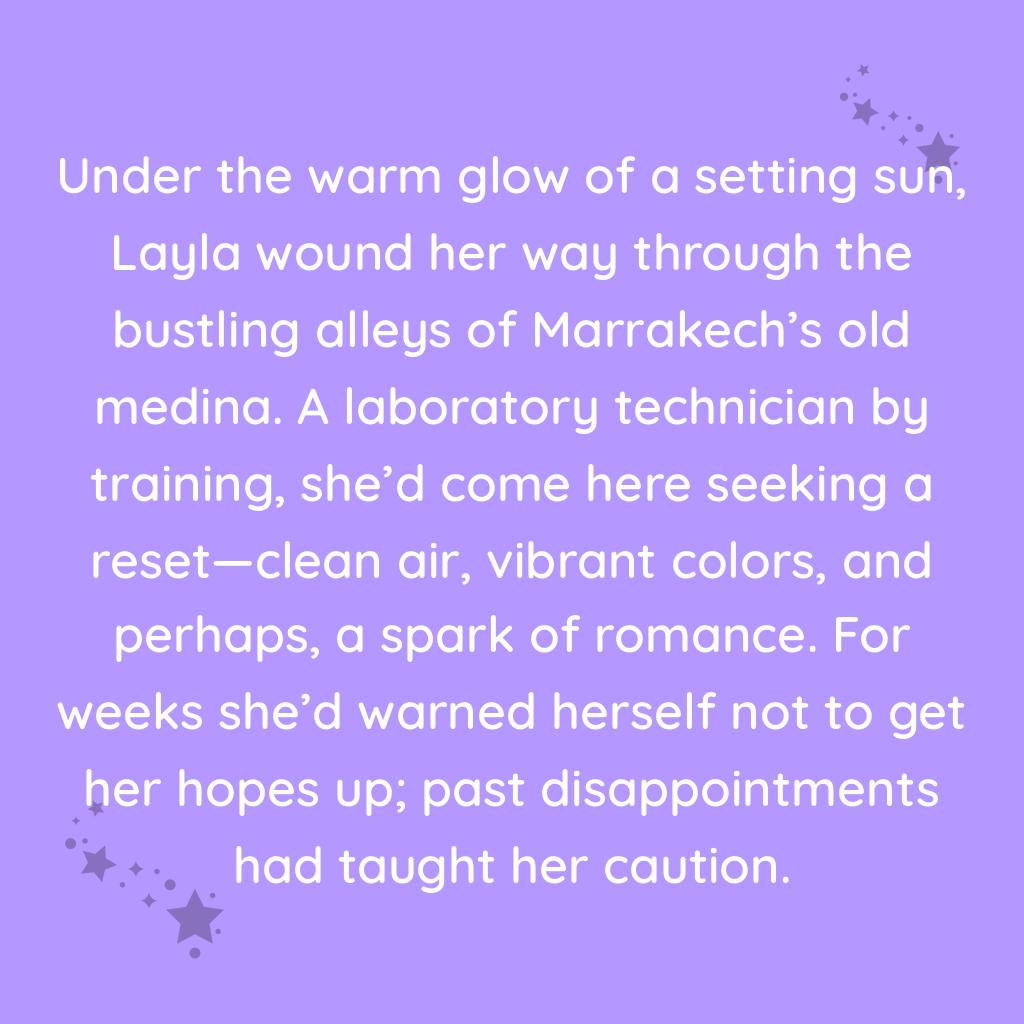 Under the warm glow of a setting sun,
Layla wound her way through the
bustling alleys of Marrakech’s old
medina. A laboratory technician by
training, she’d come here seeking a
reset—clean air, vibrant colors, and
perhaps, a spark of romance. For
weeks she’d warned herself not to get
her hopes up; past disappointments
had taught her caution.